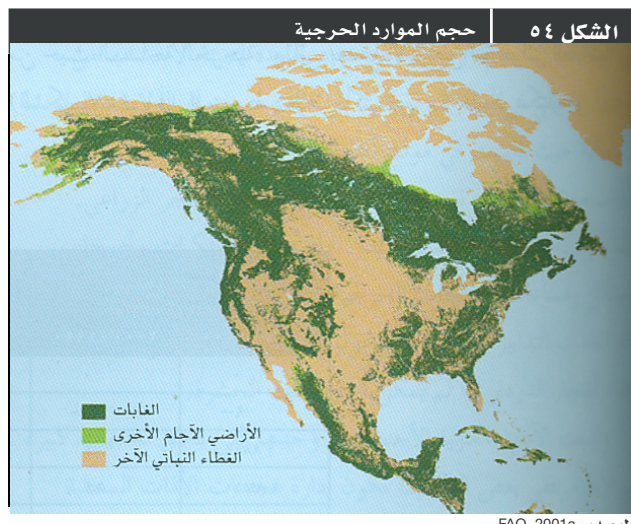 الشكل ٥٤ حجم الموارد الحرجية
الغابات
الأراضي الآجام الأخرى
الغطاء النباتي الآخر
FAO, 2001a